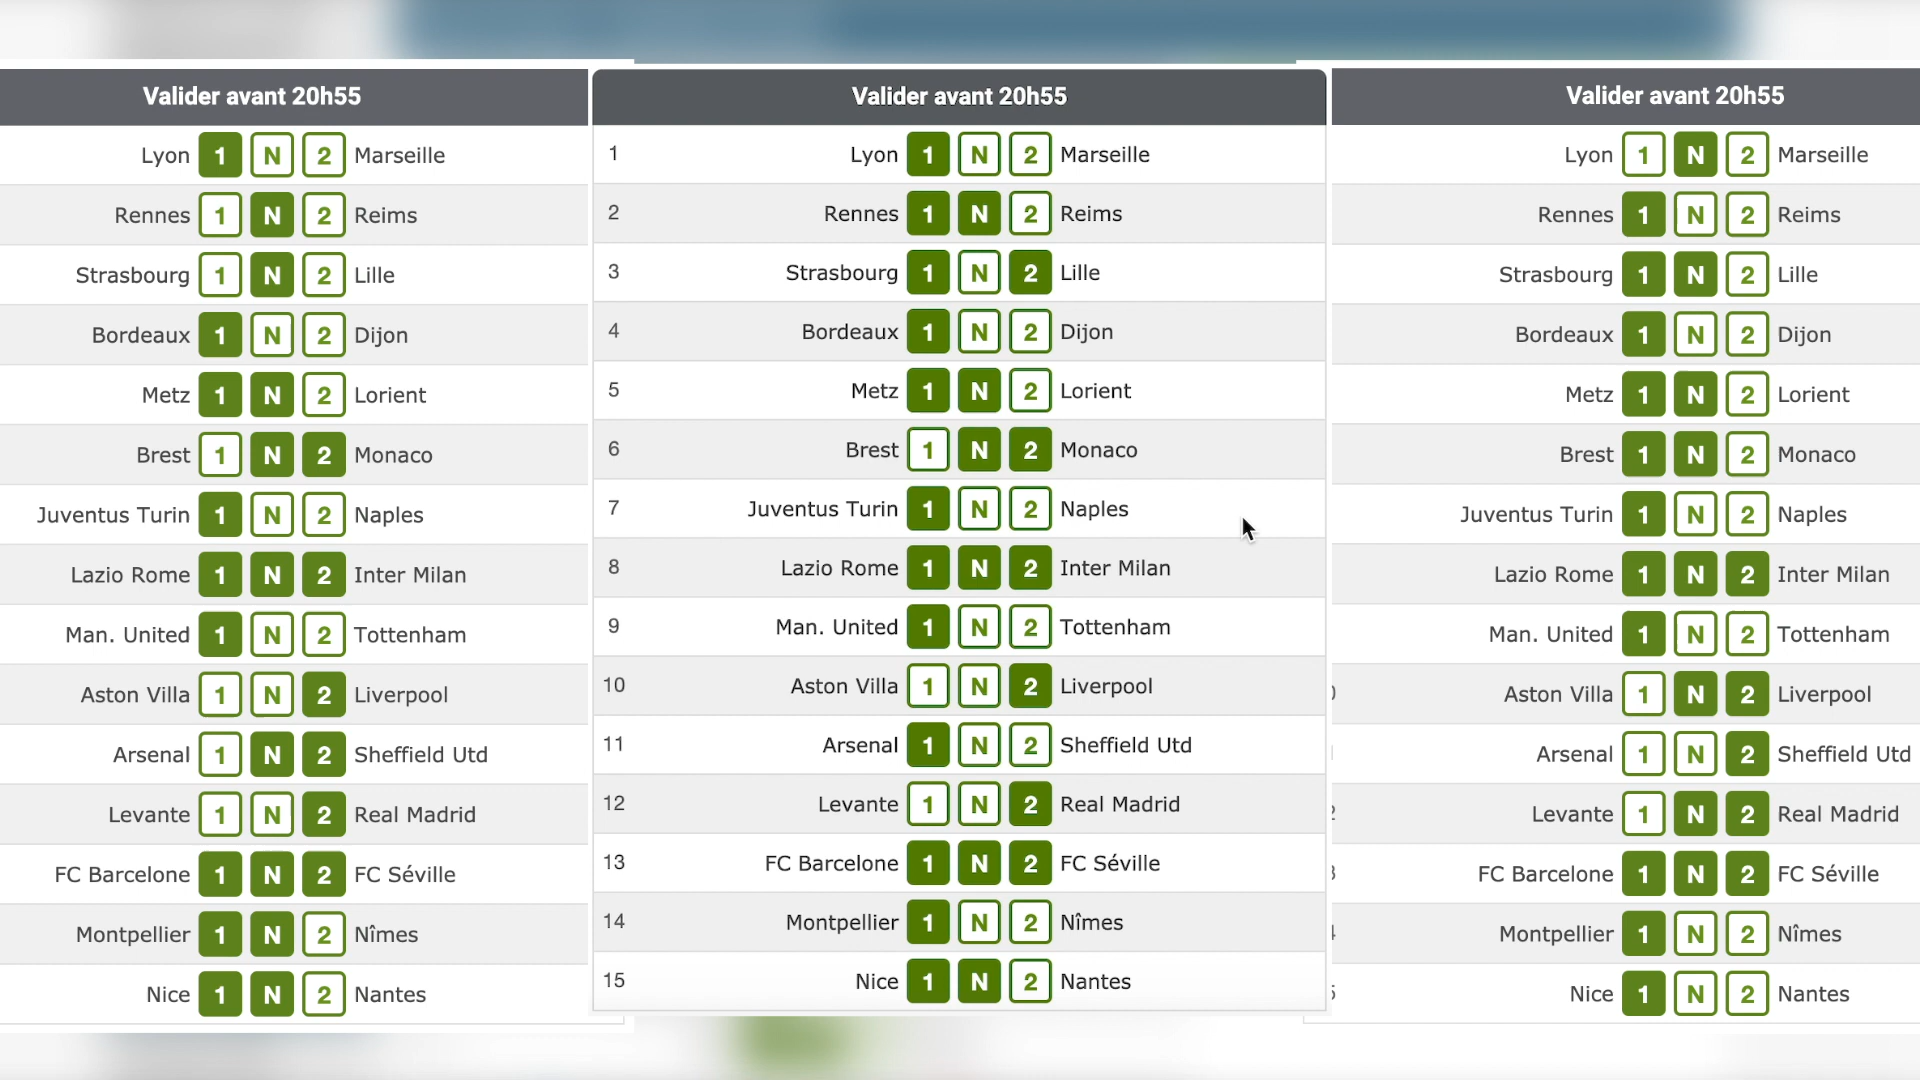 Valider avant 20h55
Lyon 1 N 2 Marseille
Rennes 1 N 2 Reims
Strasbourg 1 N 2 Lille
Bordeaux 1 N 2 Dijon
Metz 1 N 2 Lorient
Brest 1 N 2 Monaco
Juventus Turin 1 N 2 Naples
Lazio Rome 1 N 2 Inter Milan
Man. United 1 N 2 Tottenham
Aston Villa 1 N 2 Liverpool
Arsenal 1 N 2 Sheffield Utd
Levante 1 N 2 Real Madrid
FC Barcelone 1 N 2 FC Séville
Montpellier 1 N 2 Nîmes
Nice 1 N 2 Nantes
Valider avant 20h55
1 Lyon 1 N 2 Marseille
2 Rennes 1 N 2 Reims
3 Strasbourg 1 N 2 Lille
4 Bordeaux 1 N 2 Dijon
5 Metz 1 N 2 Lorient
6 Brest 1 N 2 Monaco
7 Juventus Turin 1 N 2 Naples
8 Lazio Rome 1 N 2 Inter Milan
9 Man. United 1 N 2 Tottenham
10 Aston Villa 1 N 2 Liverpool
11 Arsenal 1 N 2 Sheffield Utd
12 Levante 1 N 2 Real Madrid
13 FC Barcelone 1 N 2 FC Séville
14 Montpellier 1 N 2 Nîmes
15 Nice 1 N 2 Nantes
Valider avant 20h55
Lyon 1 N 2 Marseille
Rennes 1 N 2 Reims
Strasbourg 1 N 2 Lille
Bordeaux 1 N 2 Dijon
Metz 1 N 2 Lorient
Brest 1 N 2 Monaco
Juventus Turin 1 N 2 Naples
Lazio Rome 1 N 2 Inter Milan
Man. United 1 N 2 Tottenham
Aston Villa 1 N 2 Liverpool
Arsenal 1 N 2 Sheffield Utd
Levante 1 N 2 Real Madrid
FC Barcelone 1 N 2 FC Séville
Montpellier 1 N 2 Nîmes
Nice 1 N 2 Nantes